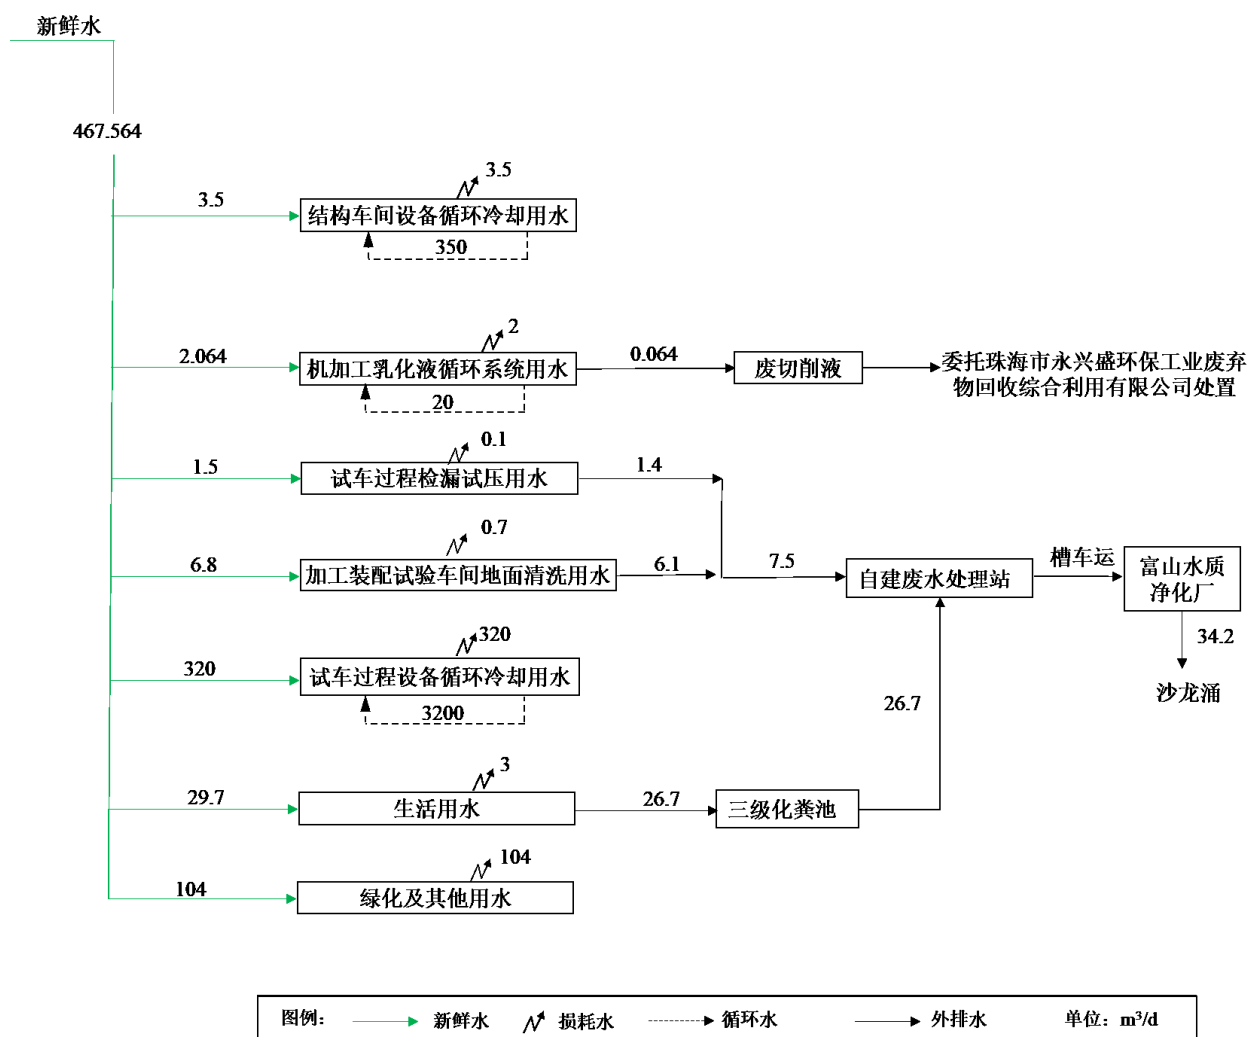 新鲜水
467.564
3.5
3.5
结构车间设备循环冷却用水
350
2
2.064
0.064
机加工乳化液循环系统用水
废切削液
委托珠海市永兴盛环保工业废弃
物回收综合利用有限公司处置
20
0.1
1.5
1.4
试车过程检漏试压用水
0.7
6.8
6.1
7.5
加工装配试验车间地面清洗用水
自建废水处理站
槽车运
富山水质
净化厂
34.2
沙龙涌
320
320
试车过程设备循环冷却用水
3200
26.7
3
29.7
26.7
生活用水
三级化粪池
104
104
绿化及其他用水
图例： 新鲜水 损耗水 循环水 外排水 单位：m³/d